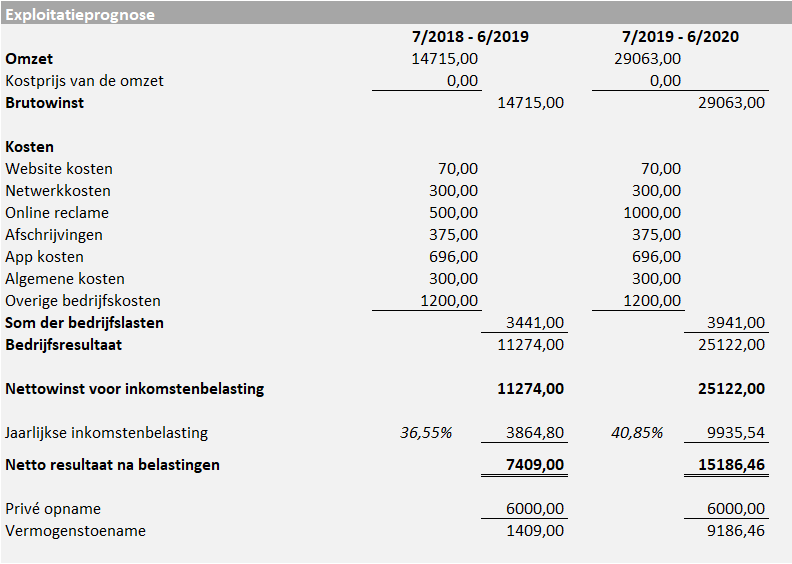 Exploitatieprognose
7/2018 - 6/2019 7/2019 - 6/2020
Omzet 14715,00 29063,00
Kostprijs van de omzet 0,00 0,00
Brutowinst 14715,00 29063,00
Kosten
Website kosten 70,00 70,00
Netwerkkosten 300,00 300,00
Online reclame 500,00 1000,00
Afschrijvingen 375,00 375,00
App kosten 696,00 696,00
Algemene kosten 300,00 300,00
Overige bedrijfskosten 1200,00 1200,00
Som der bedrijfslasten 3441,00 3941,00
Bedrijfsresultaat 11274,00 25122,00
Nettowinst voor inkomstenbelasting 11274,00 25122,00
Jaarlijkse inkomstenbelasting 36,55% 3864,80 40,85% 9935,54
Netto resultaat na belastingen 7409,00 15186,46
Privé opname 6000,00 6000,00
Vermogenstoename 1409,00 9186,46